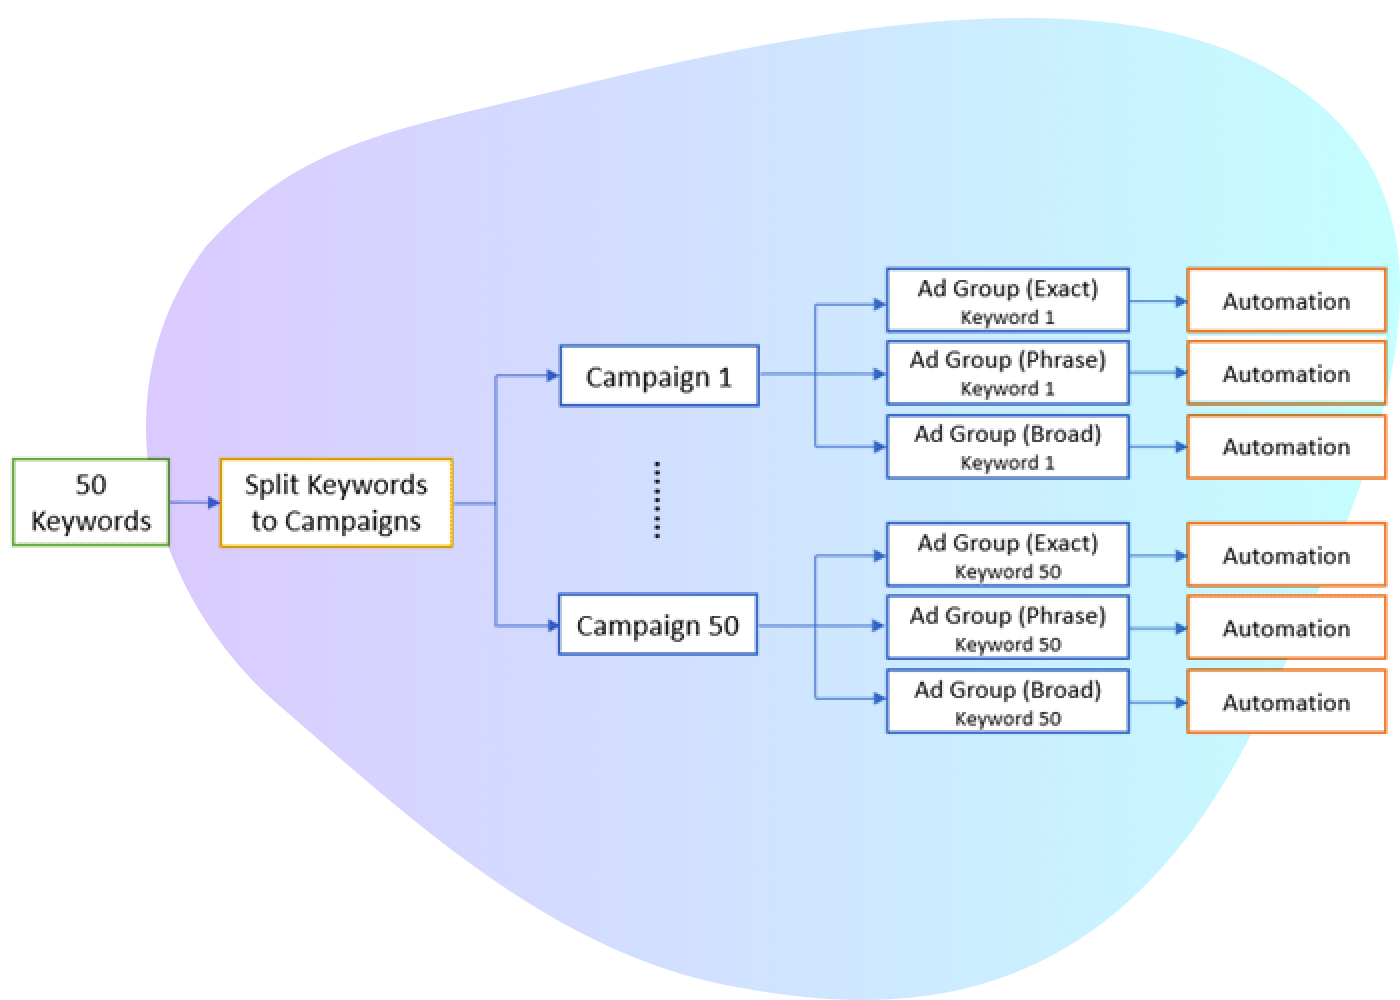 50
Keywords
Split Keywords
to Campaigns
Campaign 1
Ad Group (Exact)
Keyword 1
Automation
Ad Group (Phrase)
Keyword 1
Automation
Ad Group (Broad)
Keyword 1
Automation
Campaign 50
Ad Group (Exact)
Keyword 50
Automation
Ad Group (Phrase)
Keyword 50
Automation
Ad Group (Broad)
Keyword 50
Automation